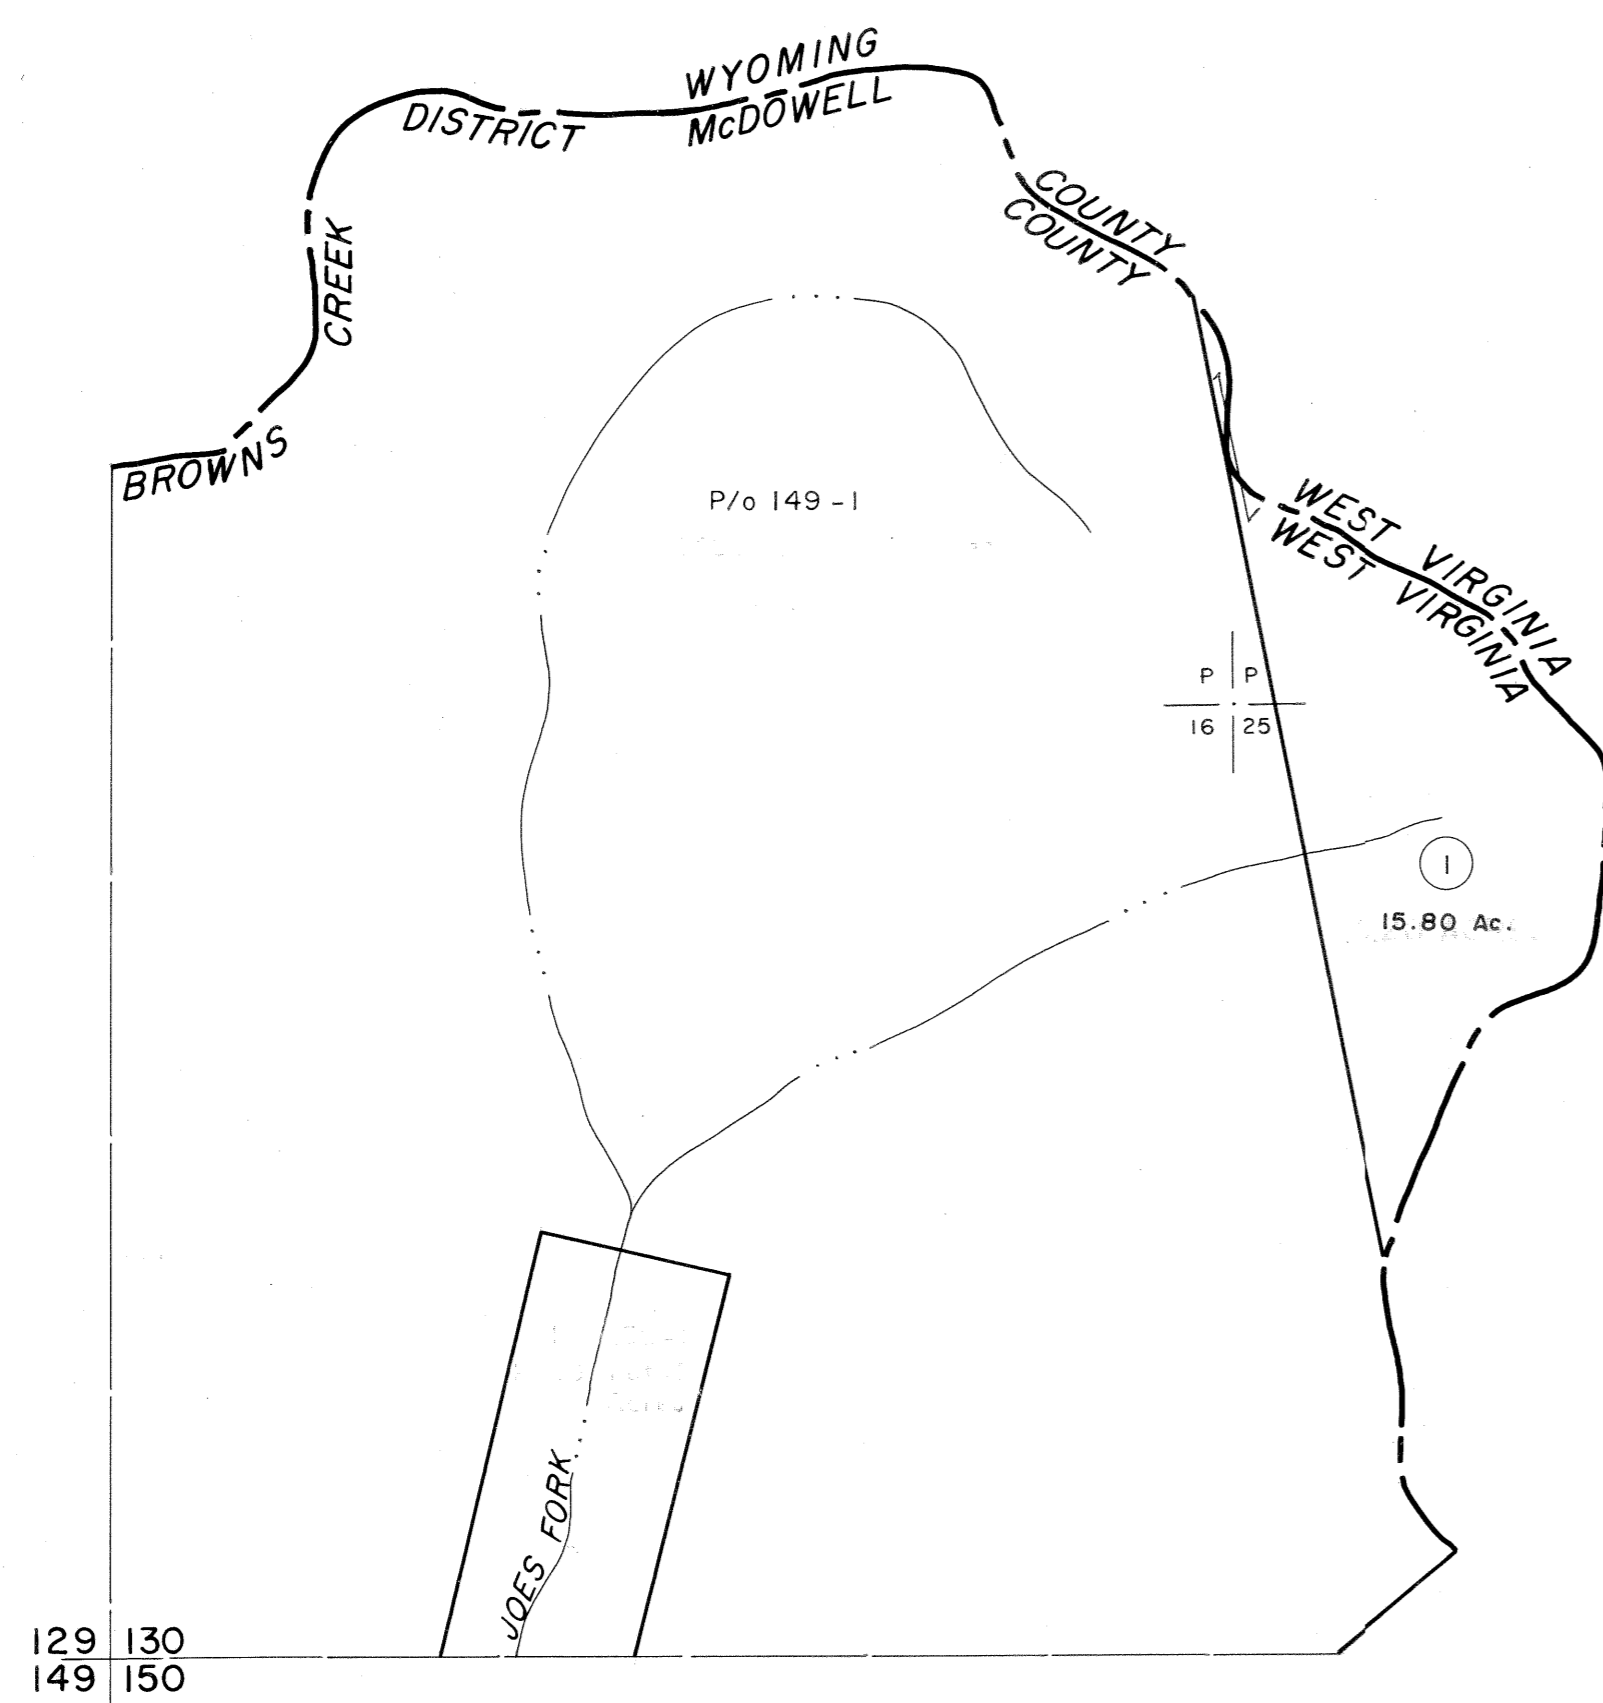 WYOMING
McDOWELL
DISTRICT
COUNTY
COUNTY
CREEK
BROWNS
P/o 149-1
WEST VIRGINIA
WEST VIRGINIA
P P
16 25
1
15.80 Ac.
JOES FORK
129 130
149 150